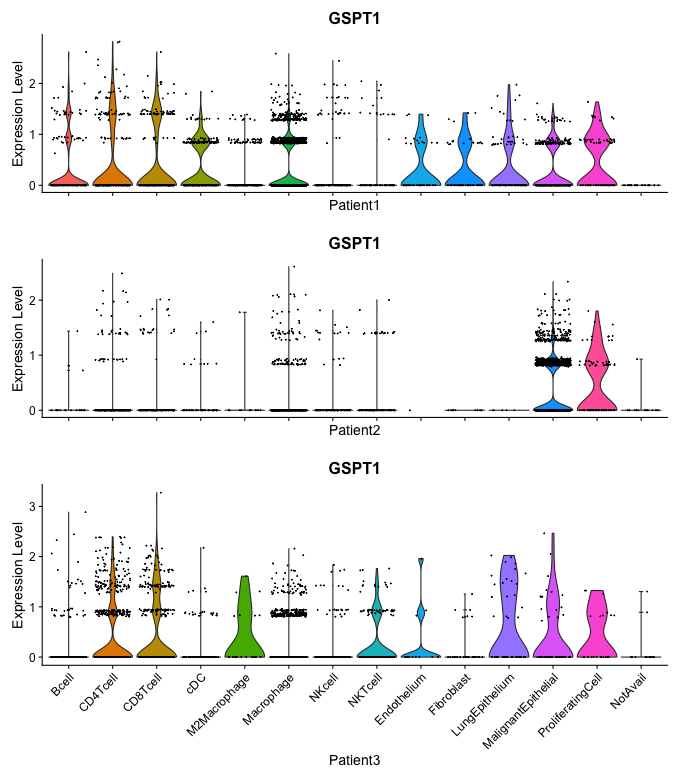 GSPT1
Expression Level
2
1
0
Patient1
GSPT1
Expression Level
2
1
0
Patient2
GSPT1
Expression Level
3
2
1
0
Bcell
CD4Tcell
CD8Tcell
cDC
M2Macrophage
Macrophage
NKcell
NKTcell
Endothelium
Fibroblast
LungEpithelium
MalignantEpithelial
ProliferatingCell
NotAvail
Patient3